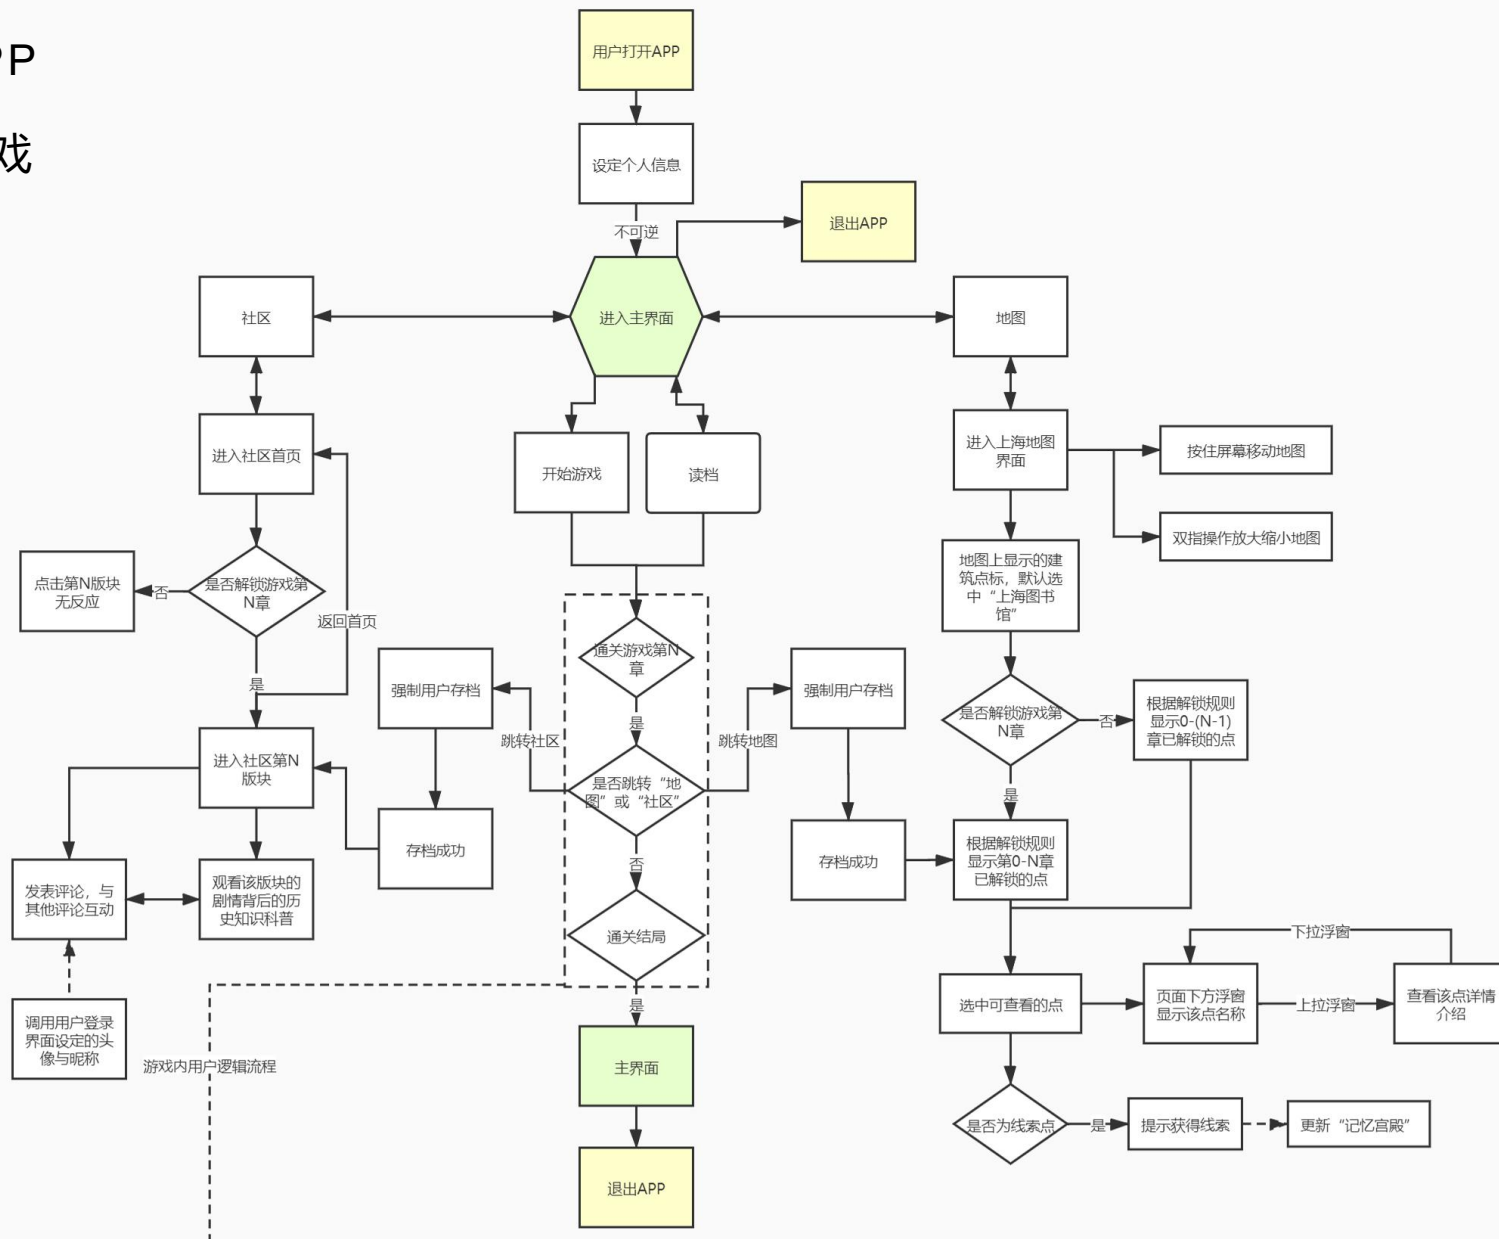 PP
戏
用户打开APP
设定个人信息
不可逆
退出APP
社区
进入主界面
地图
进入社区首页
开始游戏
读档
进入上海地图
界面
按住屏幕移动地图
双指操作放大缩小地图
点击第N版块
无反应
否
是否解锁游戏第
N章
返回首页
地图上显示的建
筑点标，默认选
中“上海图书
馆”
是
强制用户存档
通关游戏第N
章
强制用户存档
是否解锁游戏第
N章
否
根据解锁规则
显示0-(N-1)
章已解锁的点
是
跳转社区
跳转地图
进入社区第N
版块
是否跳转“地
图”或“社区”
是
存档成功
否
存档成功
根据解锁规则
显示第0-N章
已解锁的点
发表评论，与
其他评论互动
观看该版块的
剧情背后的历
史知识科普
通关结局
下拉浮窗
是
选中可查看的点
页面下方浮窗
显示该点名称
上拉浮窗
查看该点详情
介绍
调用用户登录
界面设定的头
像与昵称
游戏内用户逻辑流程
主界面
是否为线索点
是
提示获得线索
更新“记忆宫殿”
退出APP